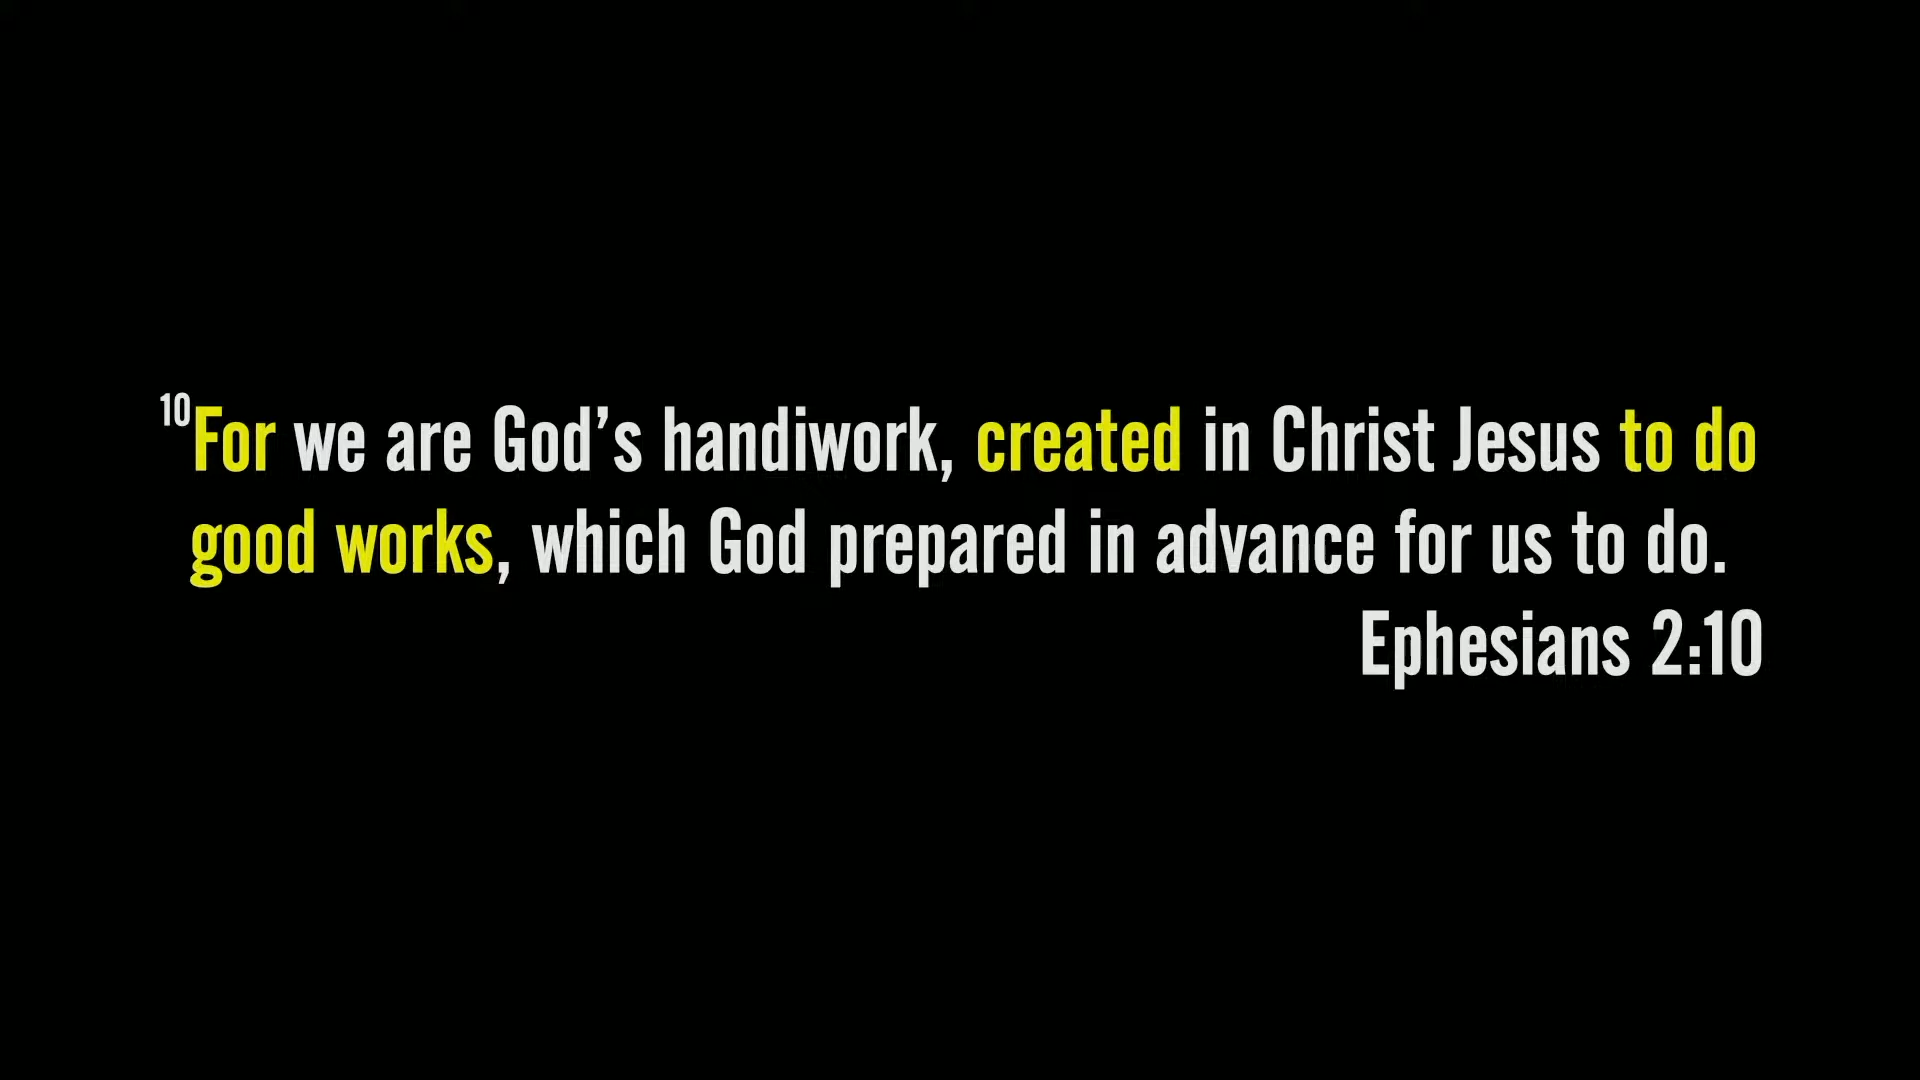 10For we are God’s handiwork, created in Christ Jesus to do
good works, which God prepared in advance for us to do.
Ephesians 2:10